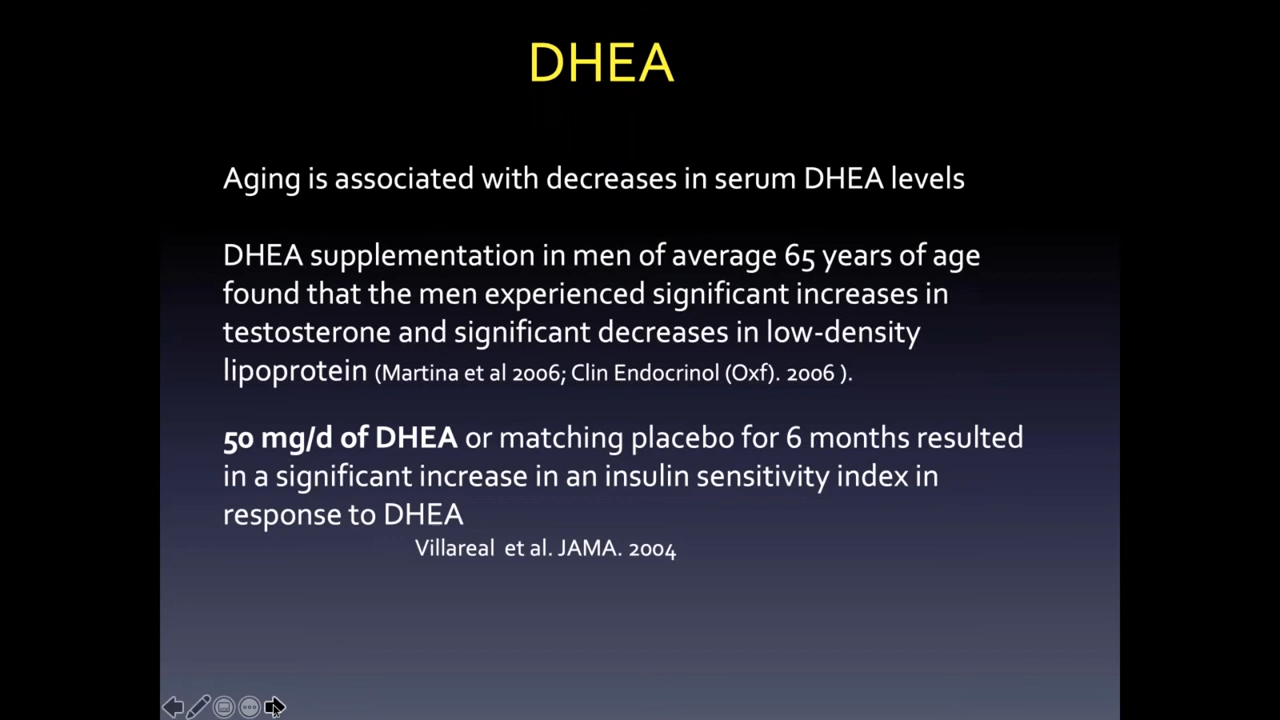 DHEA
Aging is associated with decreases in serum DHEA levels
DHEA supplementation in men of average 65 years of age
found that the men experienced significant increases in
testosterone and significant decreases in low-density
lipoprotein (Martina et al 2006; Clin Endocrinol (Oxf). 2006 ).
50 mg/d of DHEA or matching placebo for 6 months resulted
in a significant increase in an insulin sensitivity index in
response to DHEA
Villareal et al. JAMA. 2004